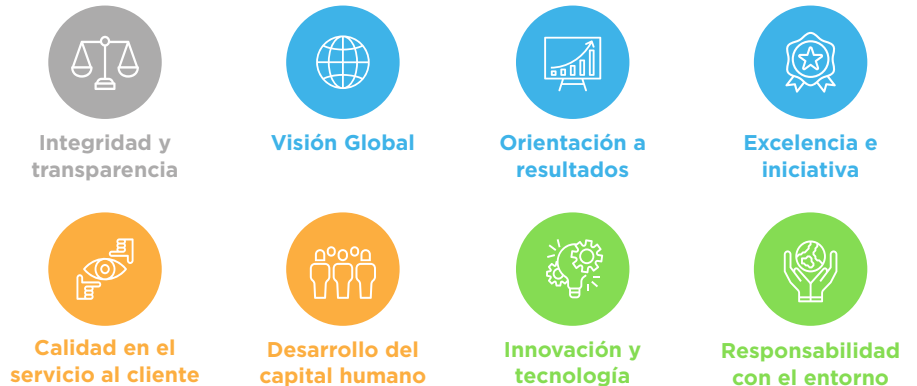 Integridad y
transparencia
Visión Global
Orientación a
resultados
Excelencia e
iniciativa
Calidad en el
servicio al cliente
Desarrollo del
capital humano
Innovación y
tecnología
Responsabilidad
con el entorno